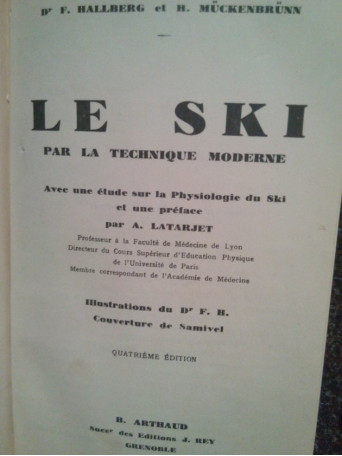 Dr F. HALLBERG et H. MÜCKENBRÜNN
LE SKI
PAR LA TECHNIQUE MODERNE
Avec une étude sur la Physiologie du Ski
et une préface
par A. LATARJET
Professeur à la Faculté de Médecine de Lyon
Directeur du Cours Supérieur d'Education Physique
de l'Université de Paris
Membre correspondant de l'Académie de Médecine
Illustrations du Dr F. H.
Couverture de Samivel
QUATRIÈME ÉDITION
B. ARTHAUD
Succr des Editions J. REY
GRENOBLE